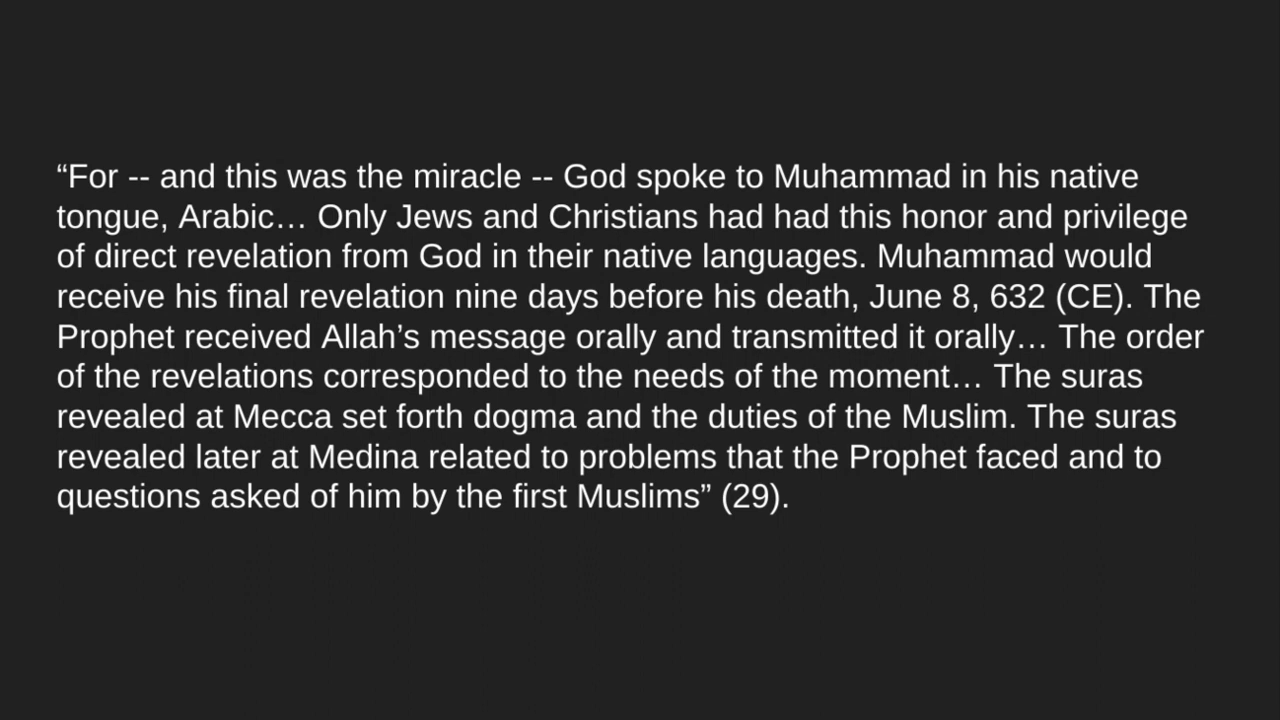 “For -- and this was the miracle -- God spoke to Muhammad in his native
tongue, Arabic… Only Jews and Christians had had this honor and privilege
of direct revelation from God in their native languages. Muhammad would
receive his final revelation nine days before his death, June 8, 632 (CE). The
Prophet received Allah’s message orally and transmitted it orally… The order
of the revelations corresponded to the needs of the moment… The suras
revealed at Mecca set forth dogma and the duties of the Muslim. The suras
revealed later at Medina related to problems that the Prophet faced and to
questions asked of him by the first Muslims” (29).